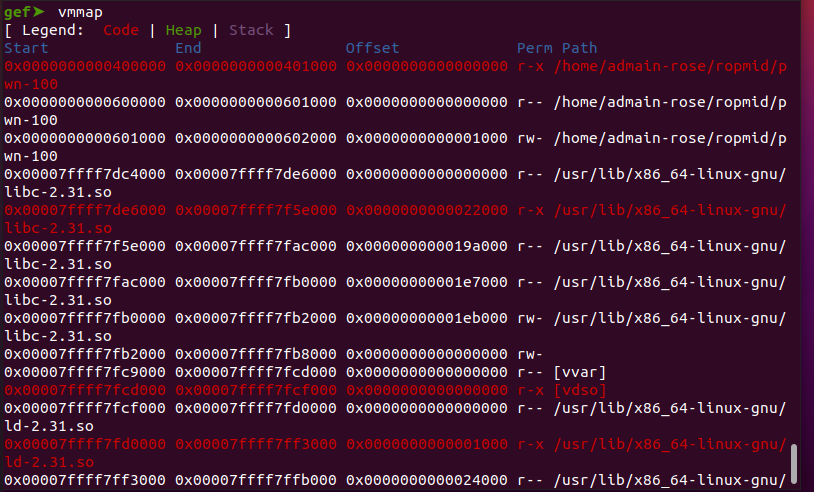 gef➤  vmmap
[ Legend:  Code | Heap | Stack ]
Start              End                Offset             Perm Path
0x0000000000400000 0x0000000000401000 0x0000000000000000 r-x /home/admain-rose/ropmid/p
wn-100
0x0000000000600000 0x0000000000601000 0x0000000000000000 r-- /home/admain-rose/ropmid/p
wn-100
0x0000000000601000 0x0000000000602000 0x0000000000001000 rw- /home/admain-rose/ropmid/p
wn-100
0x00007ffff7dc4000 0x00007ffff7de6000 0x0000000000000000 r-- /usr/lib/x86_64-linux-gnu/
libc-2.31.so
0x00007ffff7de6000 0x00007ffff7f5e000 0x0000000000022000 r-x /usr/lib/x86_64-linux-gnu/
libc-2.31.so
0x00007ffff7f5e000 0x00007ffff7fac000 0x000000000019a000 r-- /usr/lib/x86_64-linux-gnu/
libc-2.31.so
0x00007ffff7fac000 0x00007ffff7fb0000 0x00000000001e7000 r-- /usr/lib/x86_64-linux-gnu/
libc-2.31.so
0x00007ffff7fb0000 0x00007ffff7fb2000 0x00000000001eb000 rw- /usr/lib/x86_64-linux-gnu/
libc-2.31.so
0x00007ffff7fb2000 0x00007ffff7fb8000 0x0000000000000000 rw-
0x00007ffff7fc9000 0x00007ffff7fcd000 0x0000000000000000 r-- [vvar]
0x00007ffff7fcd000 0x00007ffff7fcf000 0x0000000000000000 r-x [vdso]
0x00007ffff7fcf000 0x00007ffff7fd0000 0x0000000000000000 r-- /usr/lib/x86_64-linux-gnu/
ld-2.31.so
0x00007ffff7fd0000 0x00007ffff7ff3000 0x0000000000001000 r-x /usr/lib/x86_64-linux-gnu/
ld-2.31.so
0x00007ffff7ff3000 0x00007ffff7ffb000 0x0000000000024000 r-- /usr/lib/x86_64-linux-gnu/